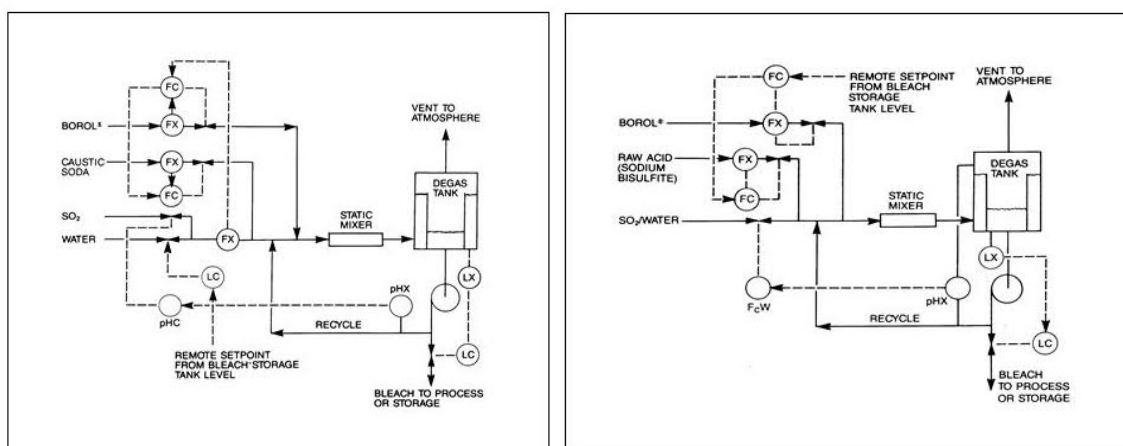 FC
BOROL®
FX
CAUSTIC
SODA
FX
FC
SO₂
WATER
FX
LC
pHC
REMOTE SETPOINT
FROM BLEACH STORAGE
TANK LEVEL
VENT TO
ATMOSPHERE
DEGAS
TANK
STATIC
MIXER
LX
pHX
RECYCLE
LC
BLEACH TO PROCESS
OR STORAGE
FC
REMOTE SETPOINT
FROM BLEACH
STORAGE
TANK LEVEL
BOROL®
FX
RAW ACID
(SODIUM
BISULFITE)
FX
FC
SO₂/WATER
FCW
VENT TO
ATMOSPHERE
DEGAS
TANK
STATIC
MIXER
LX
pHX
RECYCLE
LC
BLEACH
TO PROCESS
OR STORAGE